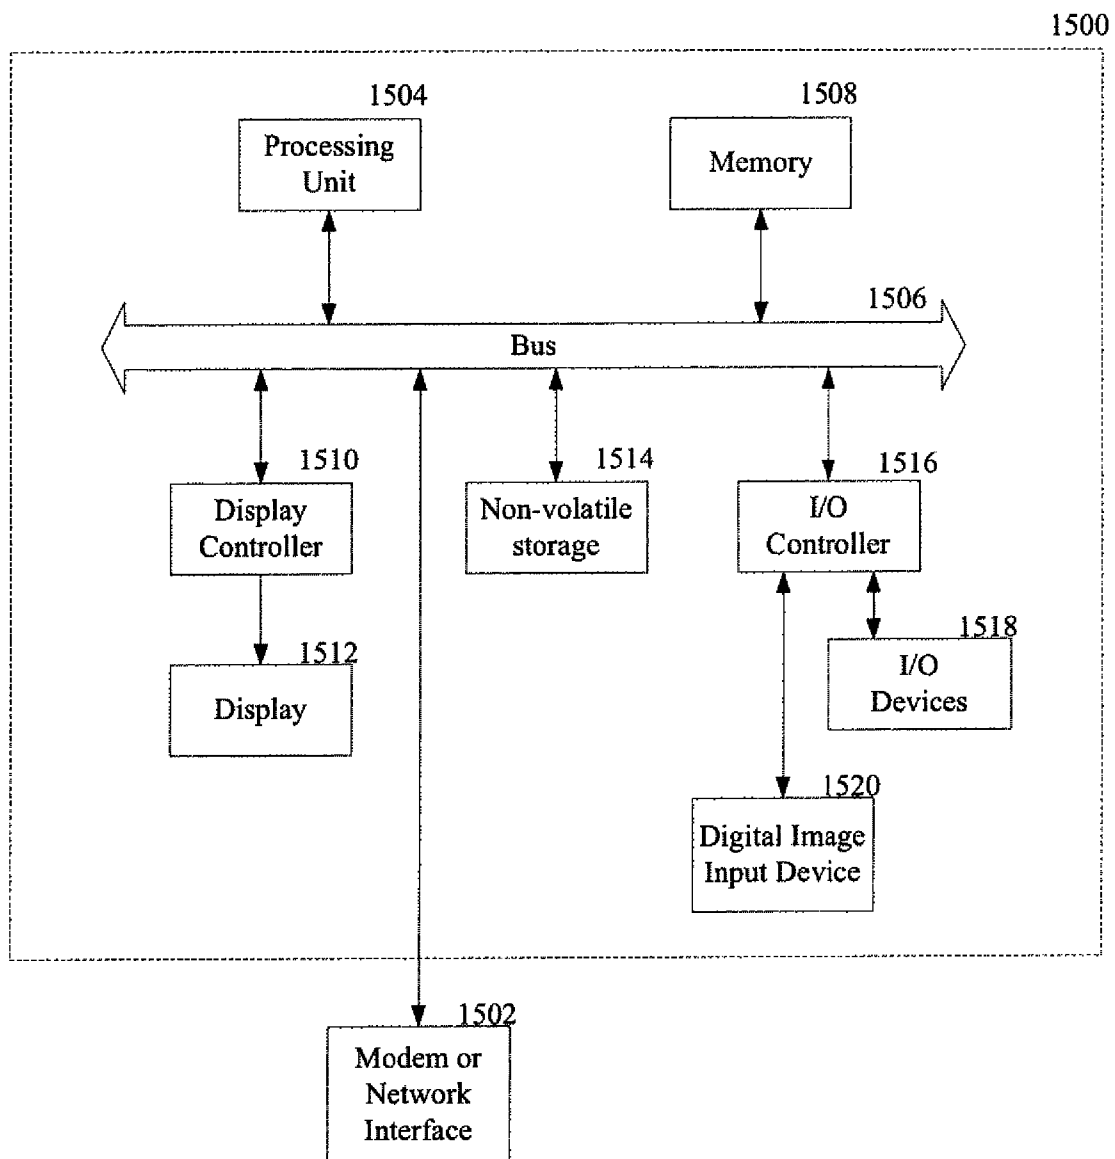 1500
1504
1508
Processing
Unit
Memory
1506
Bus
1510
1514
1516
Display
Controller
Non-volatile
storage
I/O
Controller
1512
1518
Display
I/O
Devices
1520
Digital Image
Input Device
1502
Modem or
Network
Interface